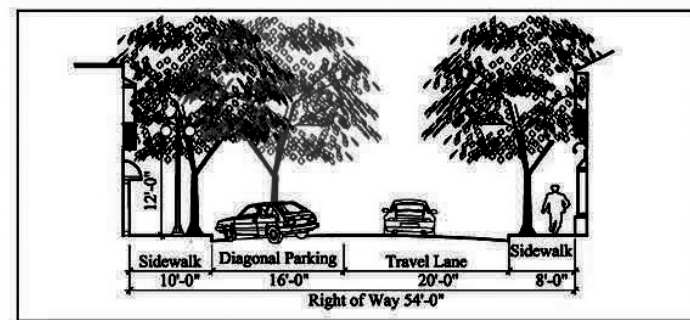 12'-0"
Sidewalk Diagonal Parking Travel Lane Sidewalk
10'-0" 16'-0" 20'-0" 8'-0"
Right of Way 54'-0"